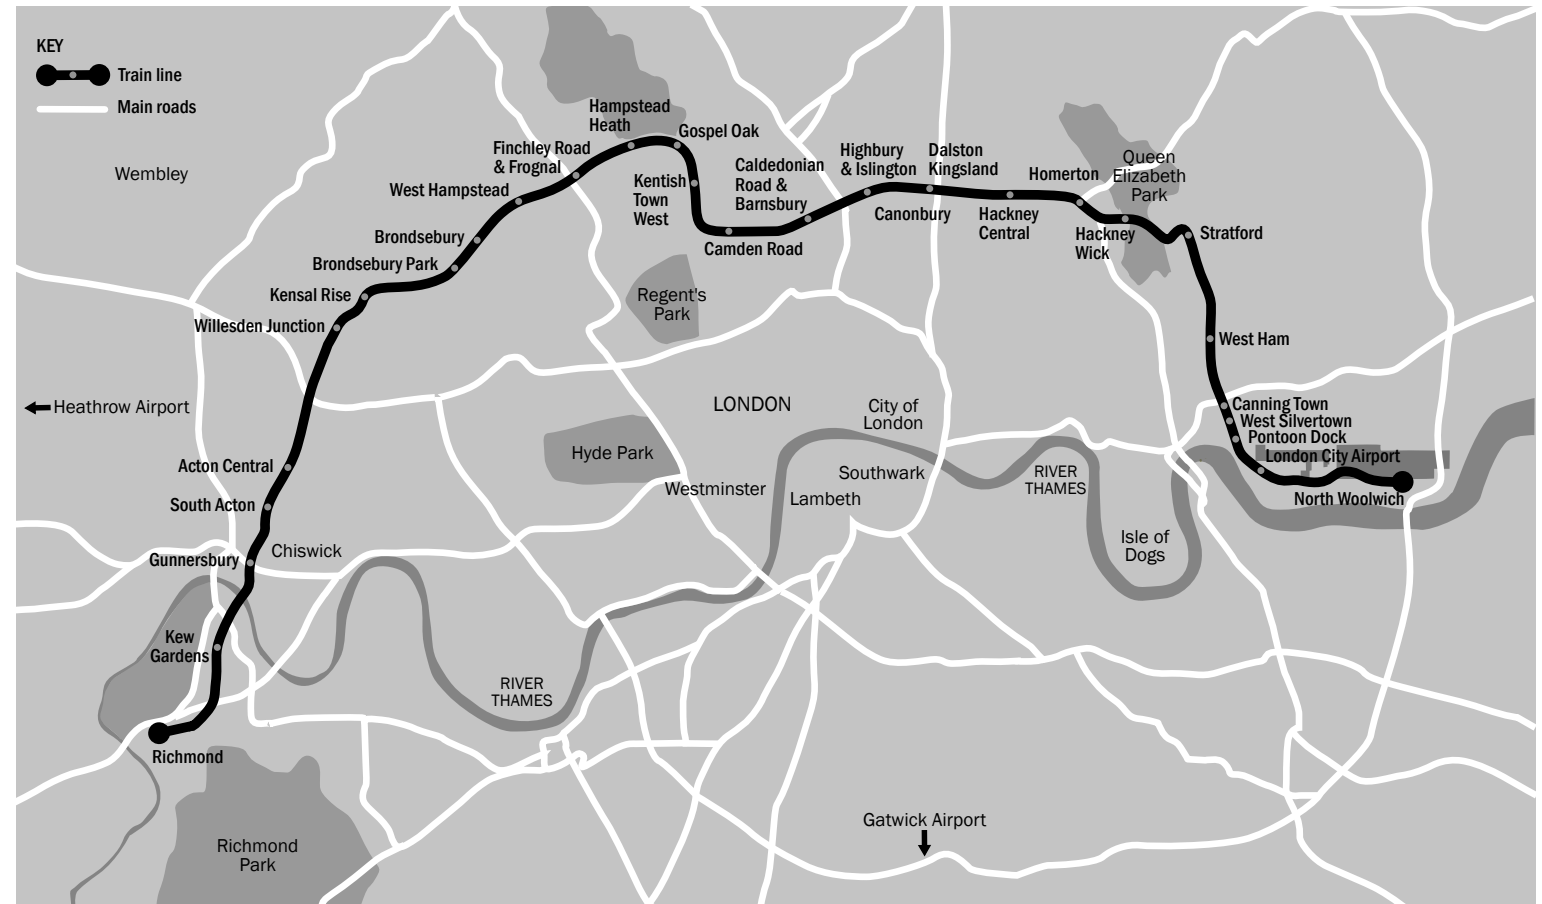 KEY
Train line
Main roads
Wembley
Hampstead
Heath
Gospel Oak
Finchley Road
& Frognal
West Hampstead
Kentish
Town
West
Caldedonian
Road &
Barnsbury
Highbury
& Islington
Dalston
Kingsland
Homerton
Queen
Elizabeth
Park
Canonbury
Hackney
Central
Hackney
Wick
Stratford
Camden Road
Brondsebury
Brondsebury Park
Kensal Rise
Willesden Junction
Regent's
Park
West Ham
Heathrow Airport
LONDON
City of
London
Canning Town
West Silvertown
Pontoon Dock
London City Airport
North Woolwich
Hyde Park
Westminster
Southwark
Lambeth
RIVER
THAMES
Isle of
Dogs
Acton Central
South Acton
Gunnersbury
Chiswick
Kew
Gardens
RIVER
THAMES
Richmond
Richmond
Park
Gatwick Airport